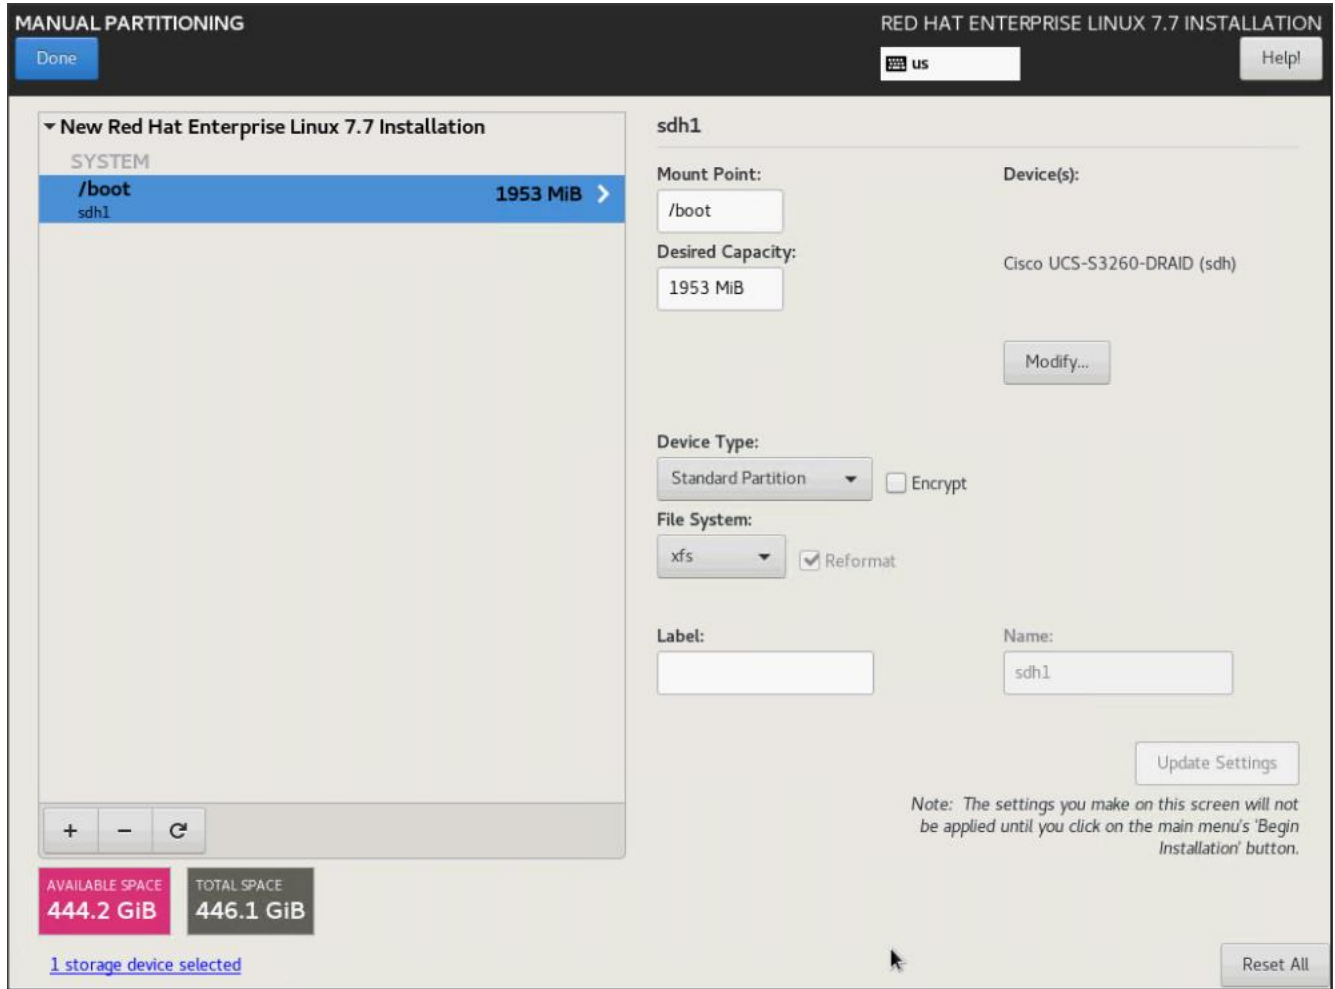 MANUAL PARTITIONING
RED HAT ENTERPRISE LINUX 7.7 INSTALLATION
Done
us
Help!
New Red Hat Enterprise Linux 7.7 Installation
SYSTEM
/boot
1953 MiB
sdh1
sdh1
Mount Point:
/boot
Desired Capacity:
1953 MiB
Device(s):
Cisco UCS-S3260-DRAID (sdh)
Modify...
Device Type:
Standard Partition
Encrypt
File System:
xfs
Reformat
Label:
Name:
sdh1
Update Settings
Note: The settings you make on this screen will not
be applied until you click on the main menu's 'Begin
Installation' button.
+ −
AVAILABLE SPACE
444.2 GiB
TOTAL SPACE
446.1 GiB
1 storage device selected
Reset All